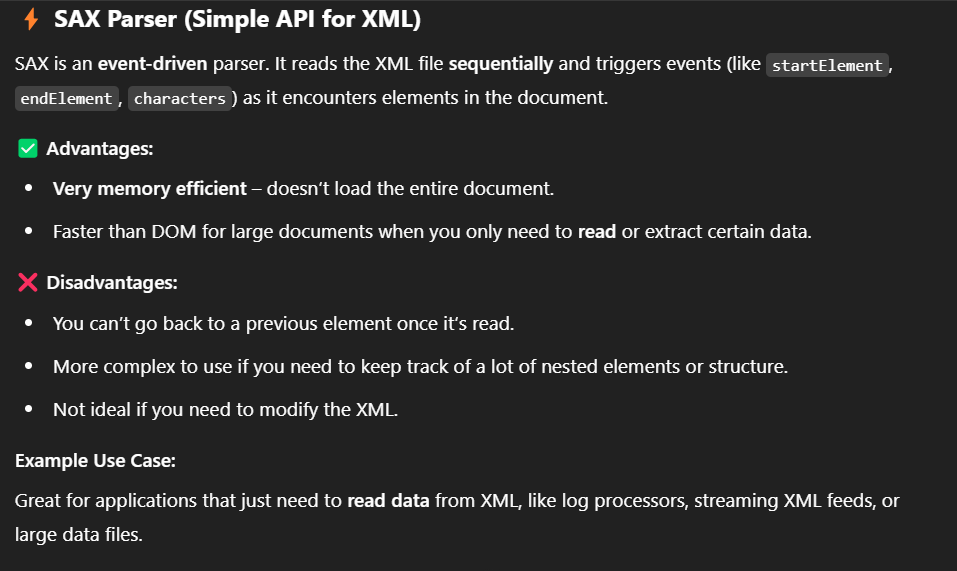 ⚡ SAX Parser (Simple API for XML)
SAX is an event-driven parser. It reads the XML file sequentially and triggers events (like startElement,
endElement, characters) as it encounters elements in the document.
✅ Advantages:
• Very memory efficient – doesn’t load the entire document.
• Faster than DOM for large documents when you only need to read or extract certain data.
❌ Disadvantages:
• You can’t go back to a previous element once it’s read.
• More complex to use if you need to keep track of a lot of nested elements or structure.
• Not ideal if you need to modify the XML.
Example Use Case:
Great for applications that just need to read data from XML, like log processors, streaming XML feeds, or
large data files.